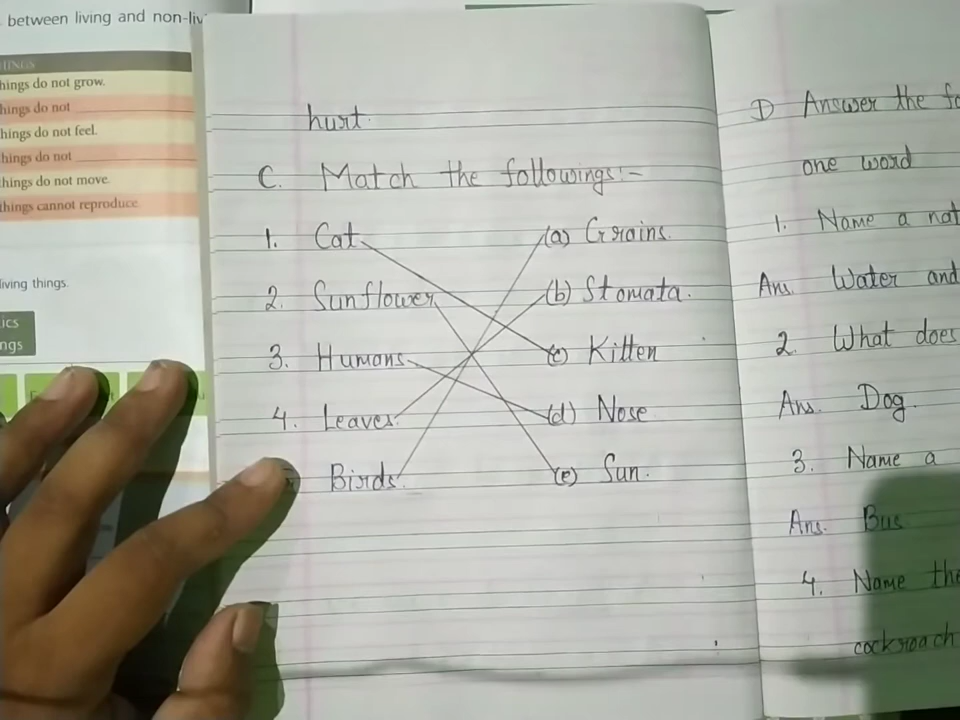 between living and non-liv
THINGS
hings do not grow.
hings do not
hings do not feel.
hings do not
hings do not move.
things cannot reproduce.
iving things.
ics
ngs
hurt.
C. Match the followings:-
1. Cat (a) Grains.
2. Sunflower (b) Stomata.
3. Humans (c) Kitten
4. Leaves. (d) Nose
Birds. (e) Sun.
D Answer the fo
one word
1. Name a nat
Ans. Water and
2. What does
Ans. Dog.
3. Name a
Ans. Bus
4. Name the
cockroach